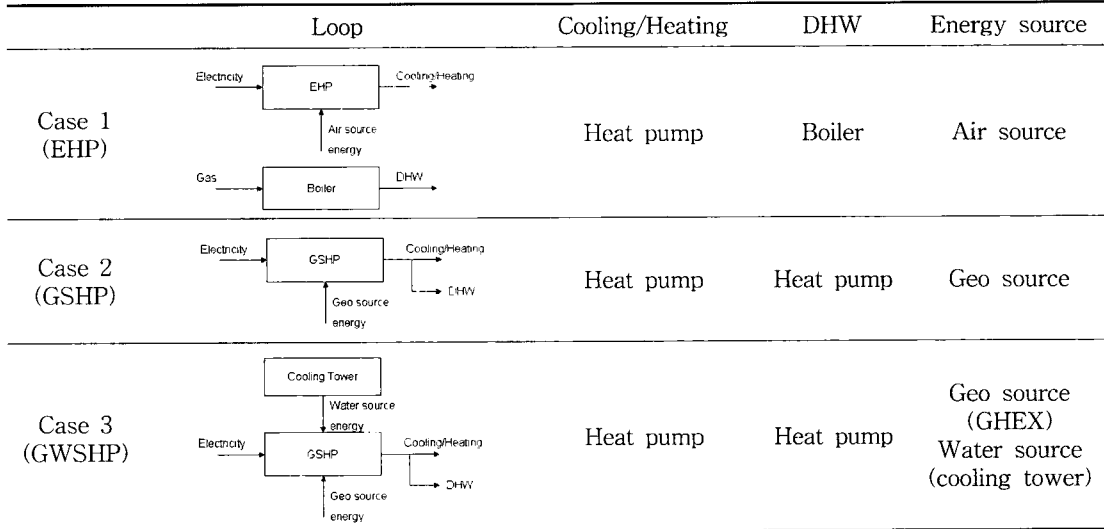 Loop Cooling/Heating DHW Energy source
Case 1
(EHP)
Electricity
EHP
Cooling/Heating
Air source
energy
Gas
Boiler
DHW
Heat pump
Boiler
Air source
Case 2
(GSHP)
Electricity
GSHP
Cooling/Heating
DHW
Geo source
energy
Heat pump
Heat pump
Geo source
Case 3
(GWSHP)
Cooling Tower
Water source
energy
Electricity
GSHP
Cooling/Heating
DHW
Geo source
energy
Heat pump
Heat pump
Geo source
(GHEX)
Water source
(cooling tower)